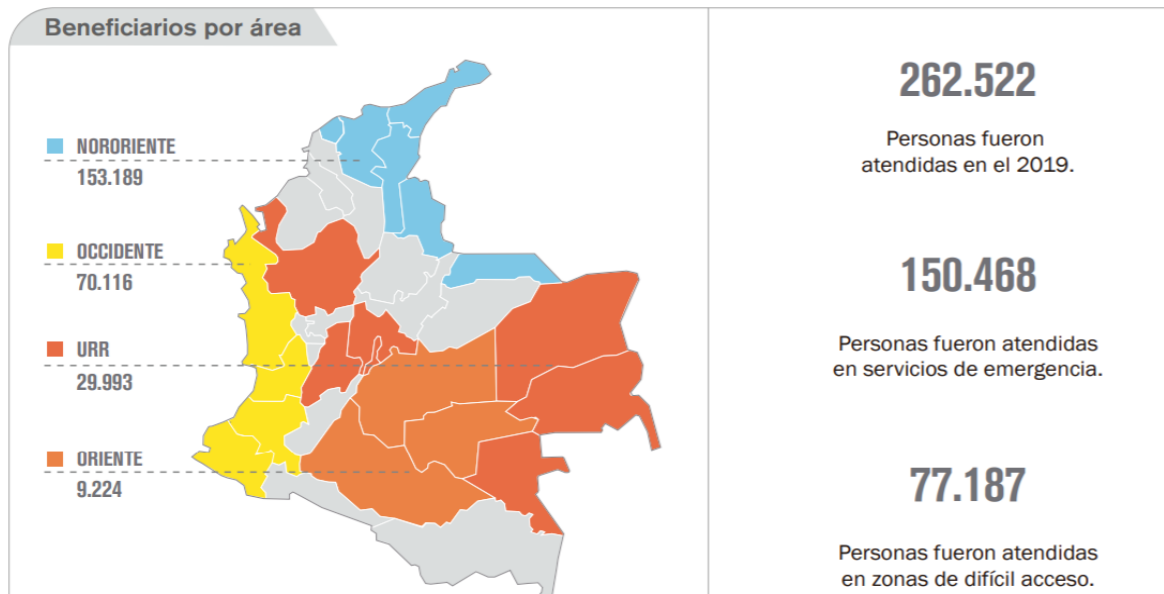 Beneficiarios por área
NORORIENTE
153.189
OCCIDENTE
70.116
URR
29.993
ORIENTE
9.224
262.522
Personas fueron
atendidas en el 2019.
150.468
Personas fueron atendidas
en servicios de emergencia.
77.187
Personas fueron atendidas
en zonas de difícil acceso.